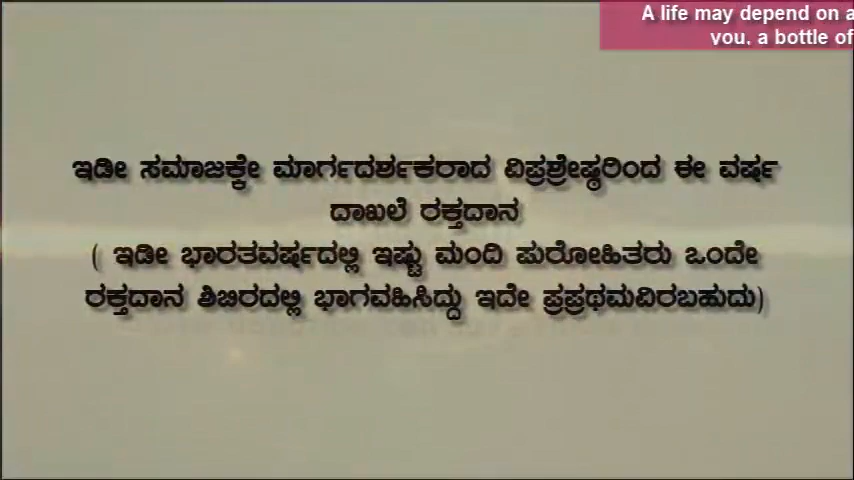 A life may depend on a
you, a bottle of
ಇಡೀ ಸಮಾಜಕ್ಕೇ ಮಾರ್ಗದರ್ಶಕರಾದ ವಿಪ್ರಶ್ರೇಷ್ಠರಿಂದ ಈ ವರ್ಷ
ದಾಖಲೆ ರಕ್ತದಾನ
( ಇಡೀ ಭಾರತವರ್ಷದಲ್ಲಿ ಇಷ್ಟು ಮಂದಿ ಪುರೋಹಿತರು ಒಂದೇ
ರಕ್ತದಾನ ಶಿಬಿರದಲ್ಲಿ ಭಾಗವಹಿಸಿದ್ದು ಇದೇ ಪ್ರಪ್ರಥಮವಿರಬಹುದು)